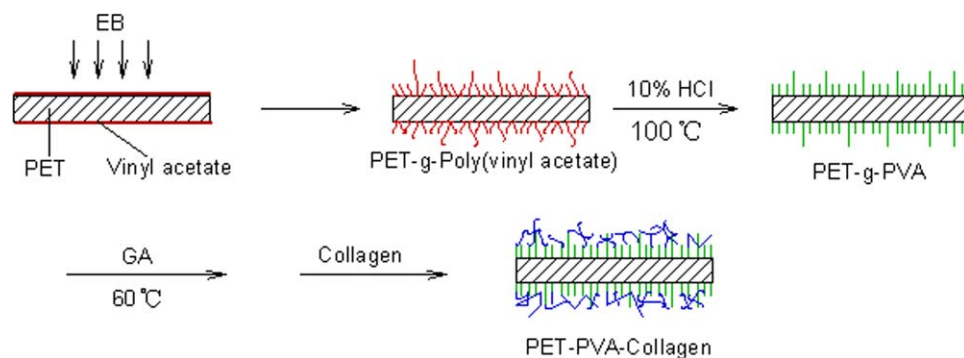 EB
PET
Vinyl acetate
PET-g-Poly(vinyl acetate)
10% HCl
100 ℃
PET-g-PVA
GA
60℃
Collagen
PET-PVA-Collagen